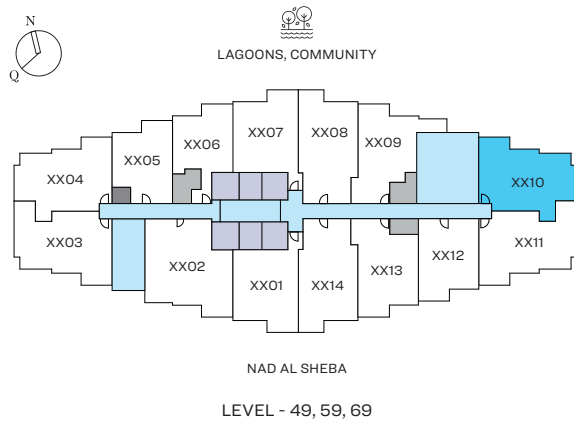 N
Q
LAGOONS, COMMUNITY
XX07
XX08
XX06
XX09
XX05
XX04
XX10
XX03
XX11
XX02
XX12
XX13
XX01
XX14
NAD AL SHEBA
LEVEL - 49, 59, 69